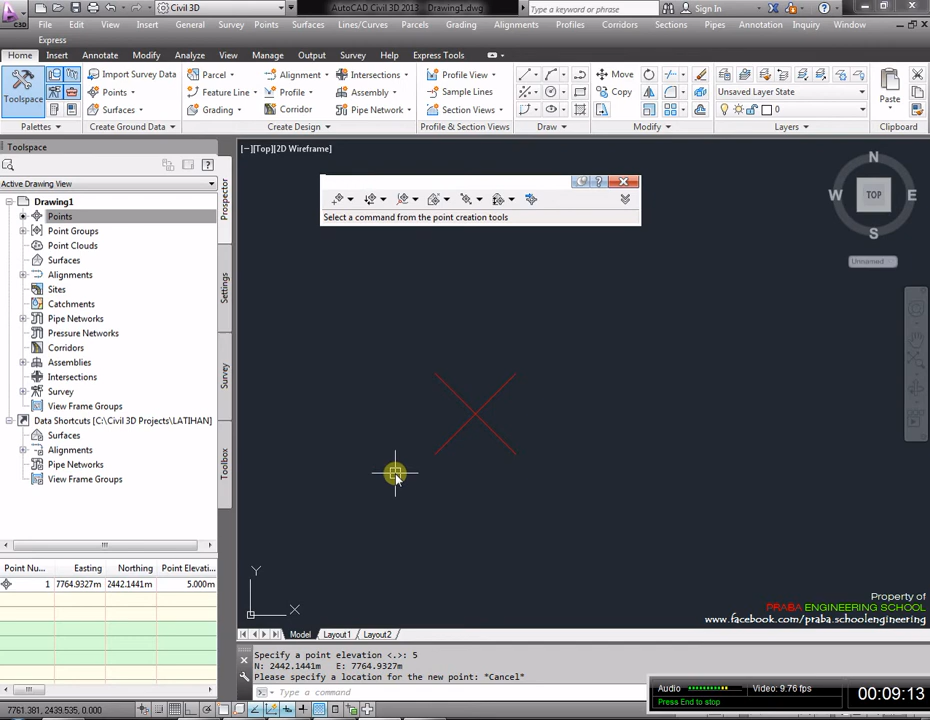 Civil 3D
AutoCAD Civil 3D 2013 Drawing1.dwg
Type a keyword or phrase
Sign In
C3D
File Edit View Insert General Survey Points Surfaces Lines/Curves Parcels Grading Alignments Profiles Corridors Pipes Annotation Inquiry Window
Express
Home Insert Annotate Modify Analyze View Manage Output Survey Help Express Tools
Toolspace
Import Survey Data
Points
Surfaces
Parcel
Feature Line
Grading
Alignment
Profile
Corridor
Intersections
Assembly
Pipe Network
Profile View
Sample Lines
Section Views
Move
Copy
Unsaved Layer State
0
Paste
Palettes Create Ground Data Create Design Profile & Section Views Draw Modify Layers Clipboard
Toolspace
Active Drawing View
Drawing1
Points
Point Groups
Point Clouds
Surfaces
Alignments
Sites
Catchments
Pipe Networks
Pressure Networks
Corridors
Assemblies
Intersections
Survey
View Frame Groups
Data Shortcuts [C:\Civil 3D Projects\LATIHAN]
Surfaces
Alignments
Pipe Networks
View Frame Groups
Prospector
Settings
Survey
Toolbox
Point Nu... Easting Northing Point Elevati
1 7764.9327m 2442.1441m 5.000m
[−][Top][2D Wireframe]
Select a command from the point creation tools
N
W TOP E
S
Unnamed
Y
X
Model Layout1 Layout2
Specify a point elevation <.>: 5
N: 2442.1441m E: 7764.9327m
Please specify a location for the new point: *Cancel*
Type a command
7761.381, 2439.535, 0.000
Property of
PRABA ENGINEERING SCHOOL
www.facebook.com/praba.schoolengineering
Audio Video: 9.76 fps
Press End to stop
00:09:13